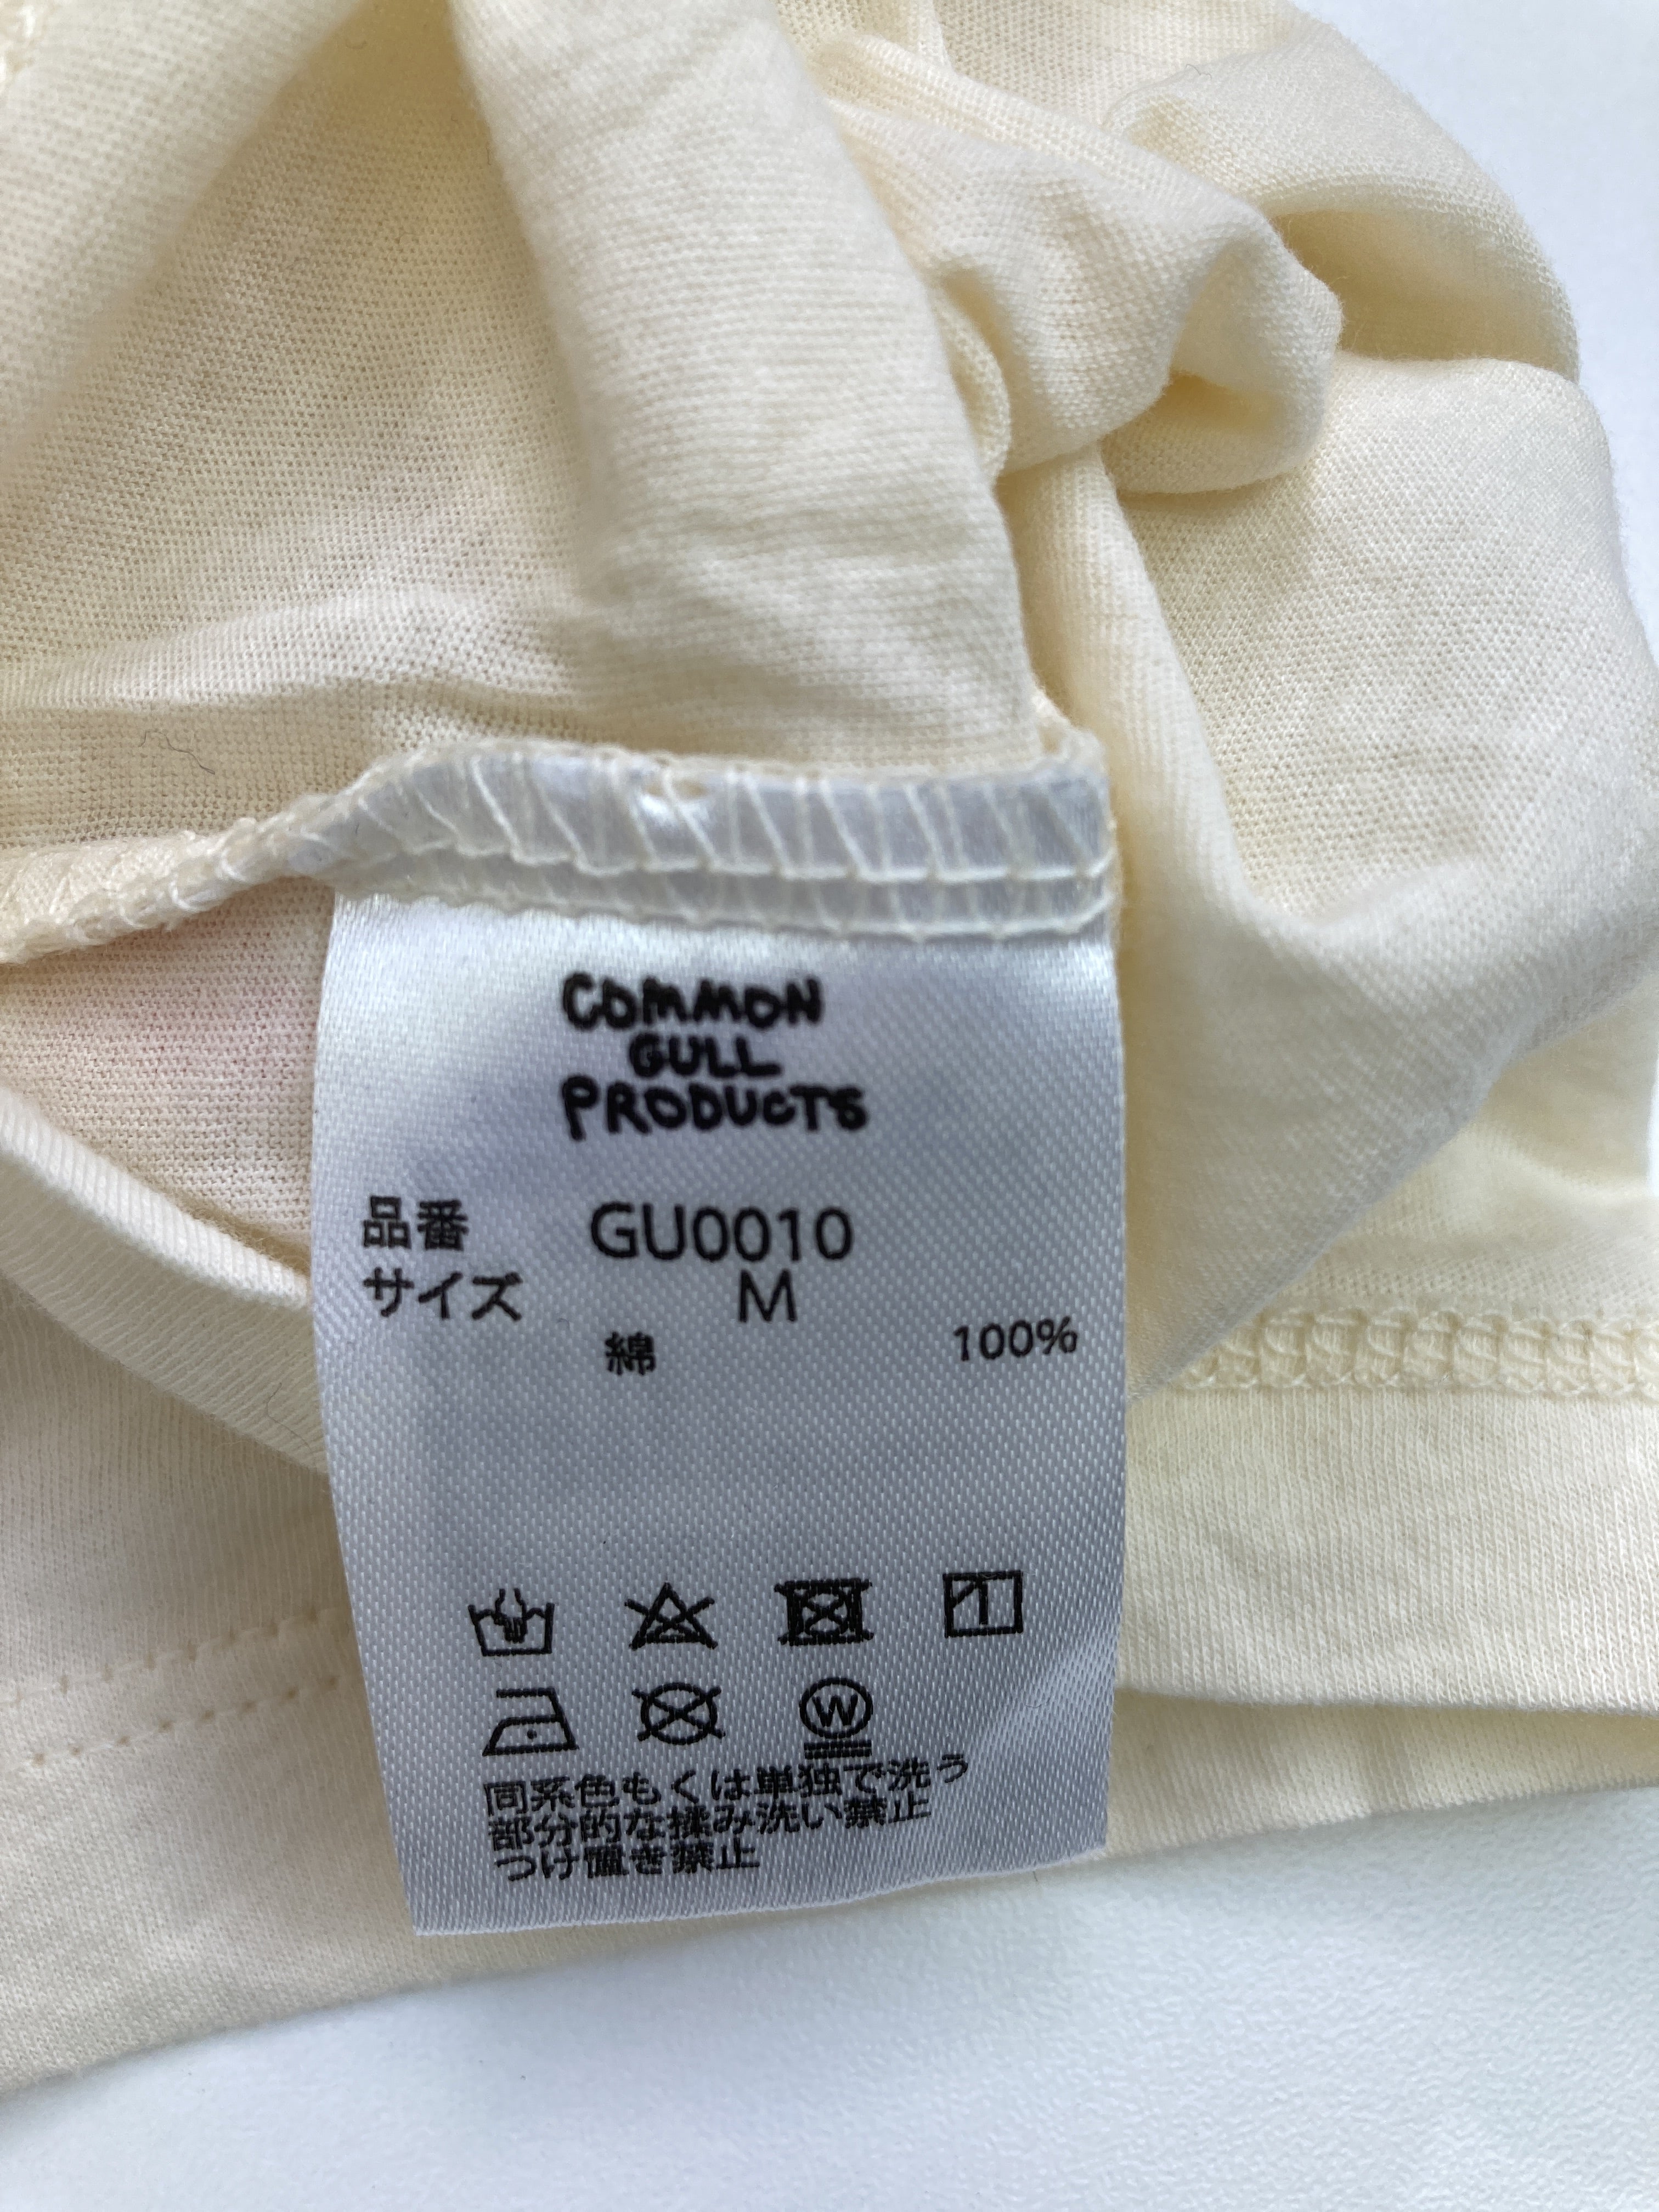 COMMON
GULL
PRODUCTS
品番 GU0010
サイズ M
綿 100%
W
同系色もくは単独で洗う
部分的な揉み洗い禁止
つけ置き禁止